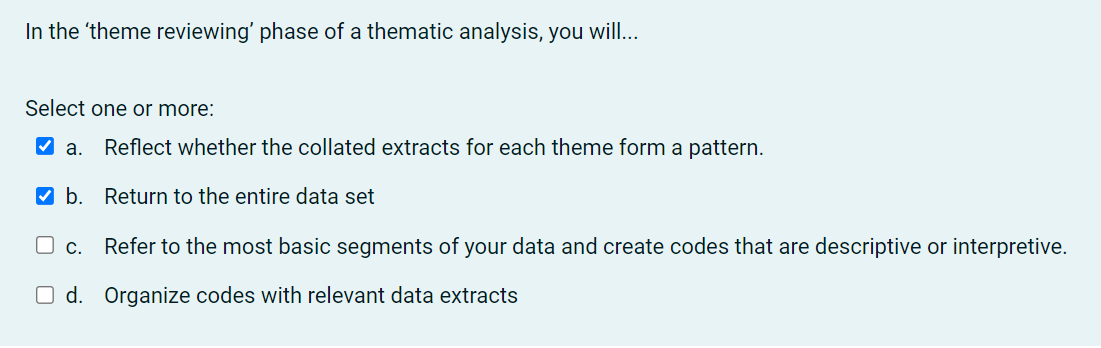 In the ‘theme reviewing’ phase of a thematic analysis, you will...
Select one or more:
a. Reflect whether the collated extracts for each theme form a pattern.
b. Return to the entire data set
c. Refer to the most basic segments of your data and create codes that are descriptive or interpretive.
d. Organize codes with relevant data extracts